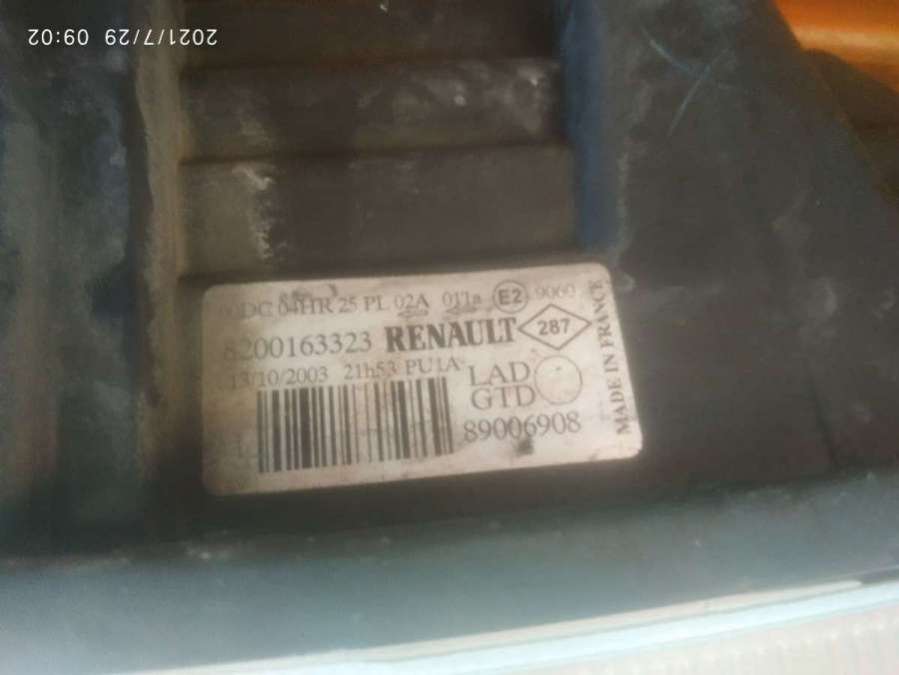 2021/7/29 09:02
DC 04HR 25 PL 02A 011a E2 9060
8200163323 RENAULT 287
13/10/2003 21h53 PU1A
LAD
GTD
89006908
MADE IN FRANCE